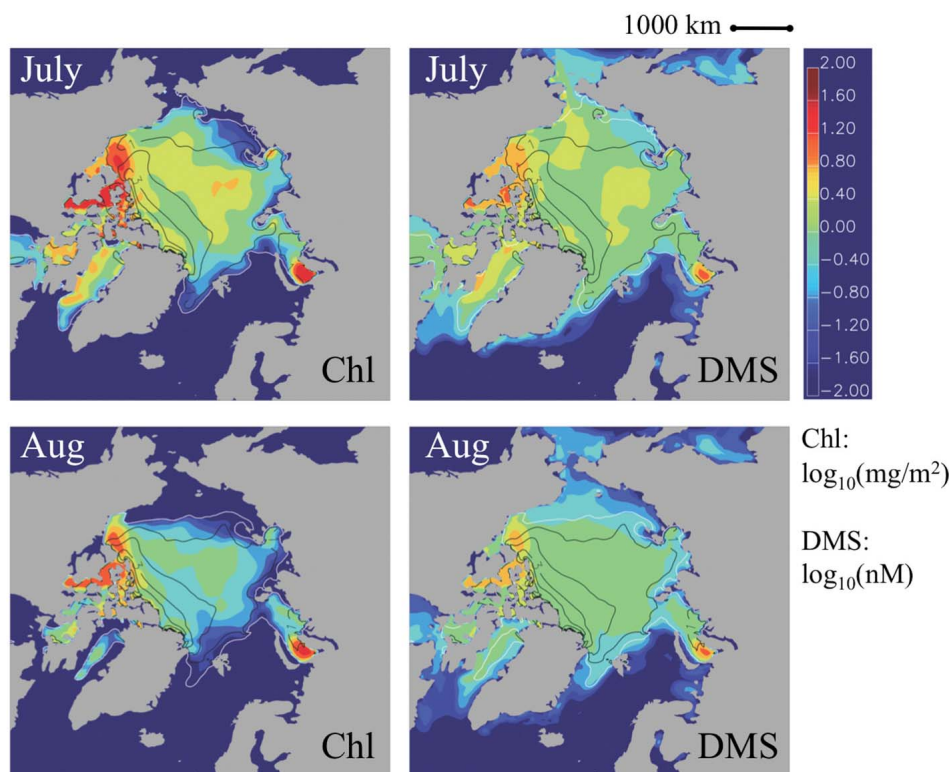 1000 km
July
Chl
July
DMS
2.00
1.60
1.20
0.80
0.40
0.00
−0.40
−0.80
−1.20
−1.60
−2.00
Aug
Chl
Aug
DMS
Chl:
log₁₀(mg/m²)
DMS:
log₁₀(nM)